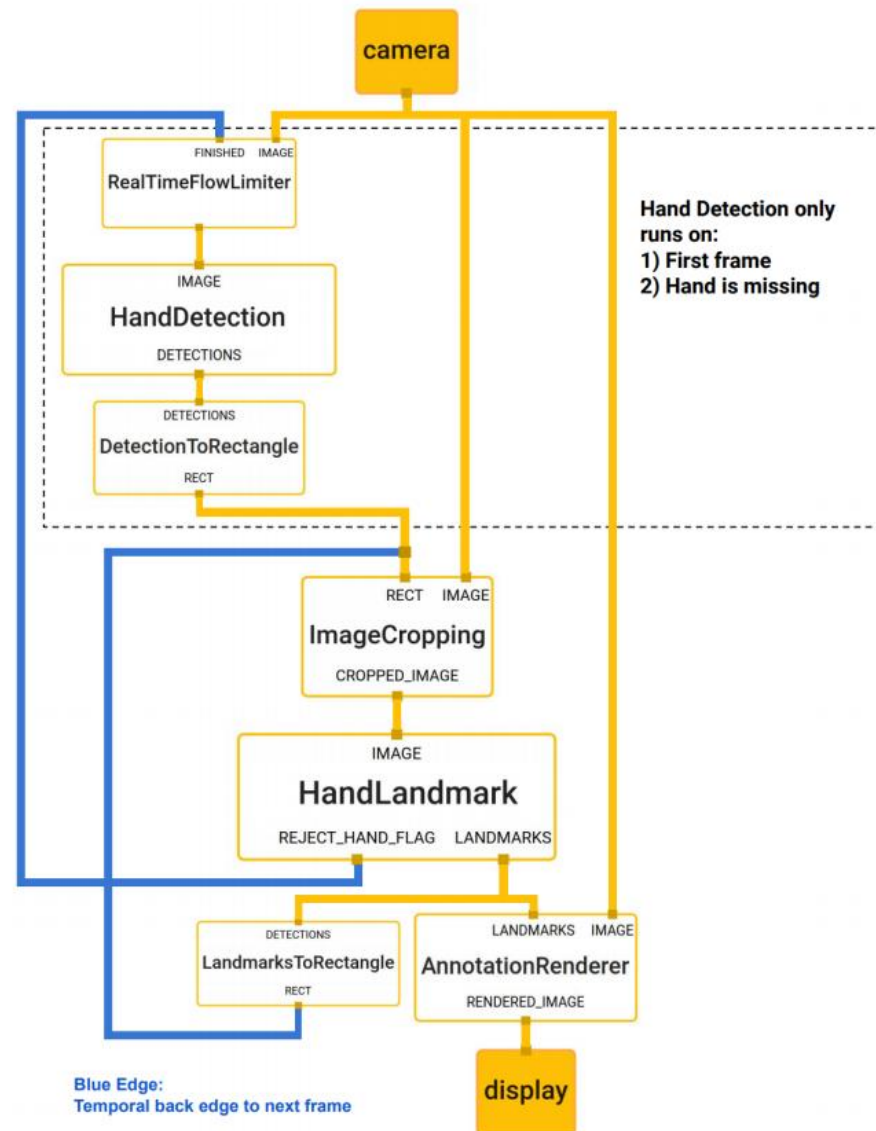 camera
FINISHED IMAGE
RealTimeFlowLimiter
Hand Detection only
runs on:
1) First frame
2) Hand is missing
IMAGE
HandDetection
DETECTIONS
DETECTIONS
DetectionToRectangle
RECT
RECT IMAGE
ImageCropping
CROPPED_IMAGE
IMAGE
HandLandmark
REJECT_HAND_FLAG LANDMARKS
DETECTIONS
LandmarksToRectangle
RECT
LANDMARKS IMAGE
AnnotationRenderer
RENDERED_IMAGE
display
Blue Edge:
Temporal back edge to next frame